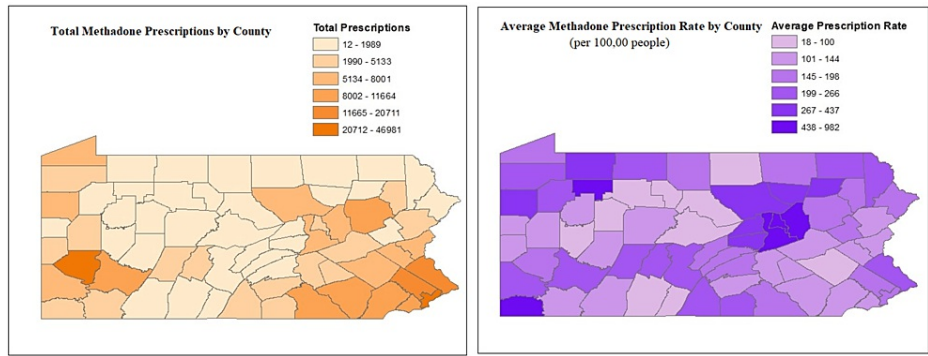 Total Methadone Prescriptions by County
Total Prescriptions
12 - 1989
1990 - 5133
5134 - 8001
8002 - 11664
11665 - 20711
20712 - 46981
Average Methadone Prescription Rate by County
(per 100,00 people)
Average Prescription Rate
18 - 100
101 - 144
145 - 198
199 - 266
267 - 437
438 - 982